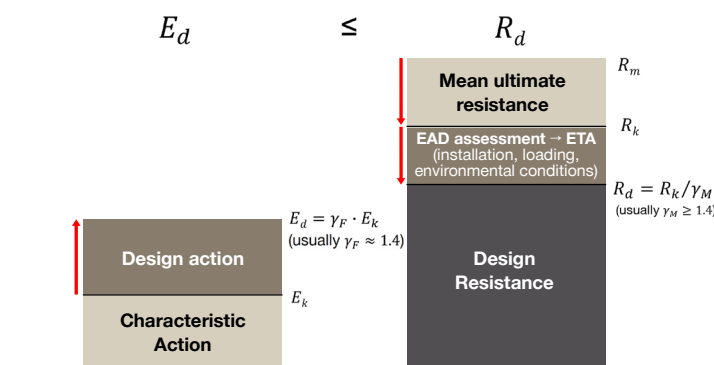 E_d ≤ R_d
Mean ultimate
resistance
R_m
R_k
EAD assessment → ETA
(installation, loading,
environmental conditions)
R_d = R_k/γ_M
(usually γ_M ≥ 1.4)
E_d = γ_F · E_k
(usually γ_F ≈ 1.4)
Design action
Design
Resistance
E_k
Characteristic
Action